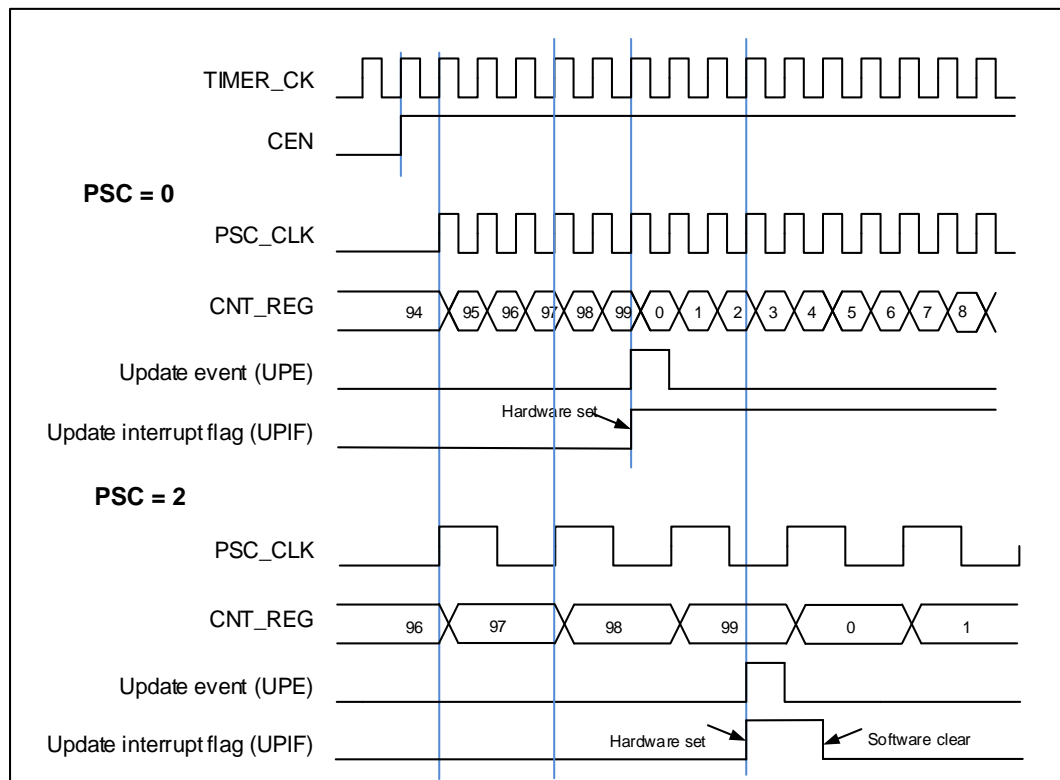 TIMER_CK
CEN
PSC = 0
PSC_CLK
CNT_REG 94 95 96 97 98 99 0 1 2 3 4 5 6 7 8
Update event (UPE)
Hardware set
Update interrupt flag (UPIF)
PSC = 2
PSC_CLK
CNT_REG 96 97 98 99 0 1
Update event (UPE)
Update interrupt flag (UPIF) Hardware set Software clear